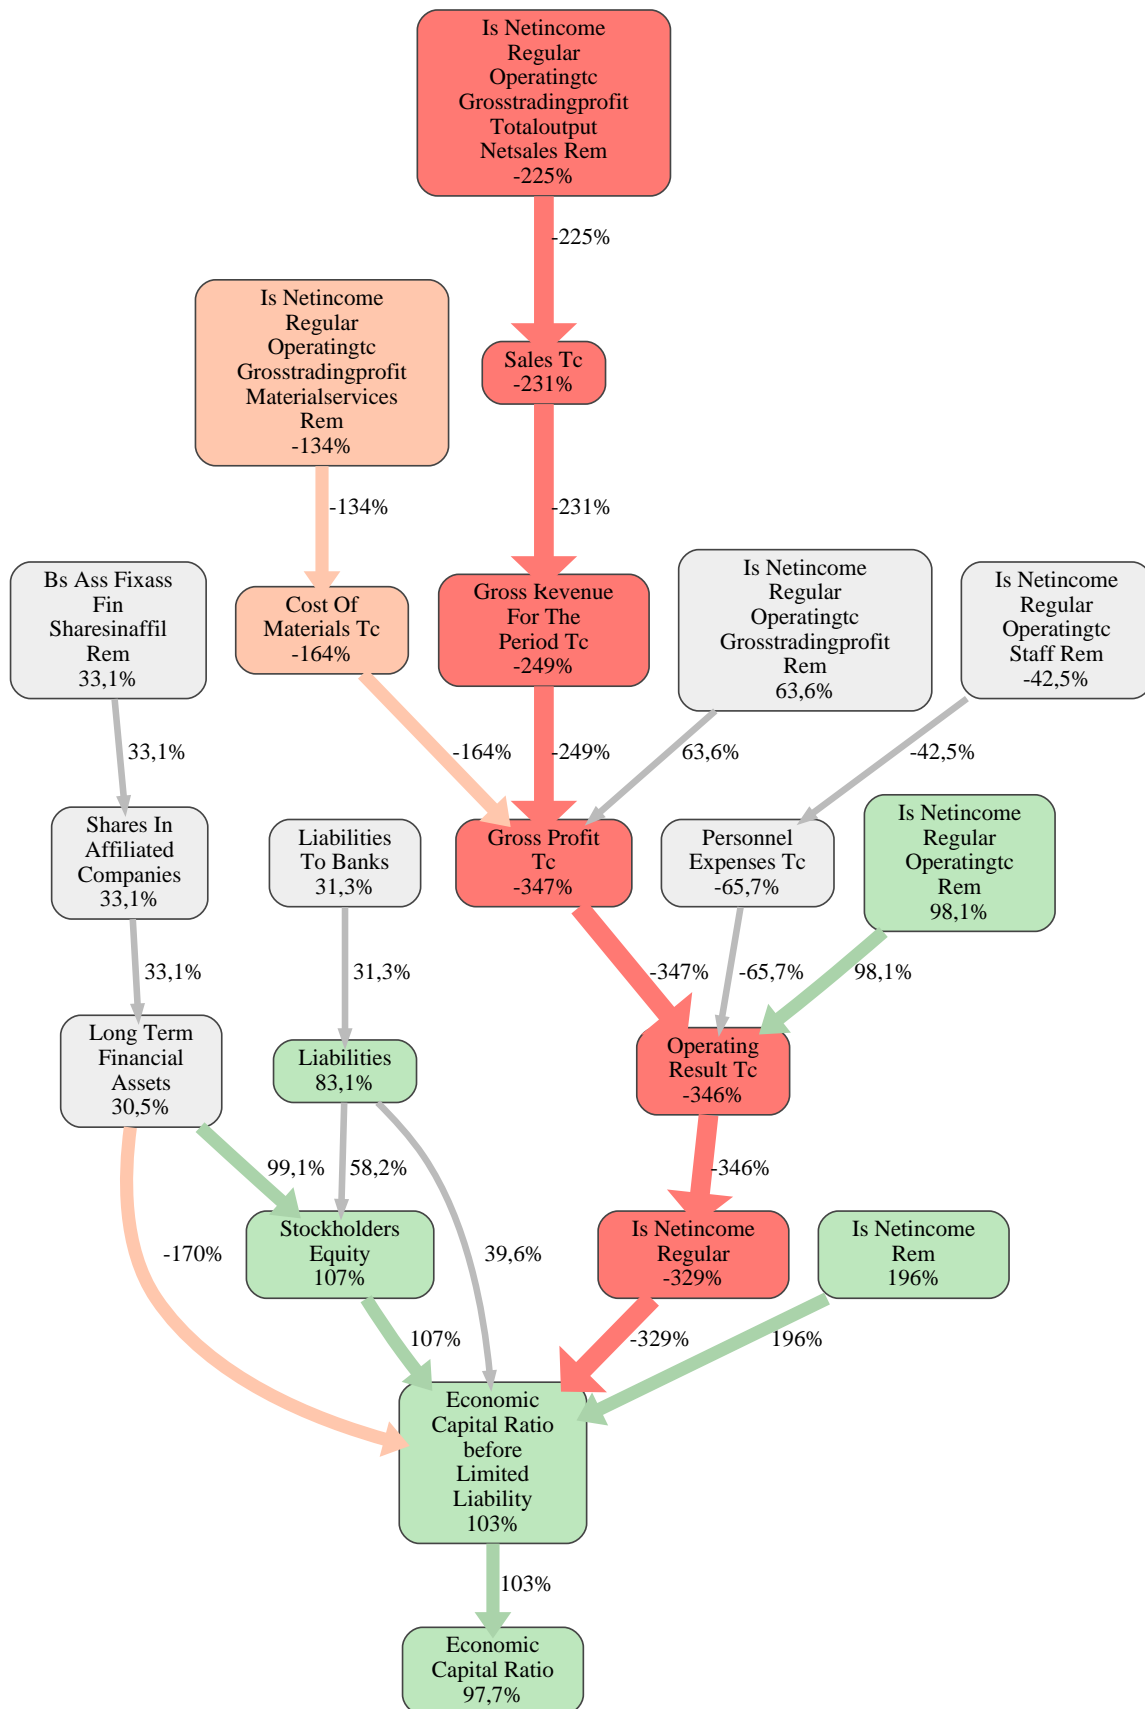 Is Netincome
Regular
Operatingtc
Grosstradingprofit
Totaloutput
Netsales Rem
-225%
-225%
Is Netincome
Regular
Operatingtc
Grosstradingprofit
Materialservices
Rem
-134%
Sales Tc
-231%
-134%
-231%
Bs Ass Fixass
Fin
Sharesinaffil
Rem
33,1%
Cost Of
Materials Tc
-164%
Gross Revenue
For The
Period Tc
-249%
Is Netincome
Regular
Operatingtc
Grosstradingprofit
Rem
63,6%
Is Netincome
Regular
Operatingtc
Staff Rem
-42,5%
33,1%
-164%
-249%
63,6%
-42,5%
Shares In
Affiliated
Companies
33,1%
Liabilities
To Banks
31,3%
Gross Profit
Tc
-347%
Personnel
Expenses Tc
-65,7%
Is Netincome
Regular
Operatingtc
Rem
98,1%
33,1%
31,3%
-347%
-65,7%
98,1%
Long Term
Financial
Assets
30,5%
Liabilities
83,1%
Operating
Result Tc
-346%
99,1%
58,2%
-346%
-170%
Stockholders
Equity
107%
39,6%
Is Netincome
Regular
-329%
Is Netincome
Rem
196%
107%
-329%
196%
Economic
Capital Ratio
before
Limited
Liability
103%
103%
Economic
Capital Ratio
97,7%